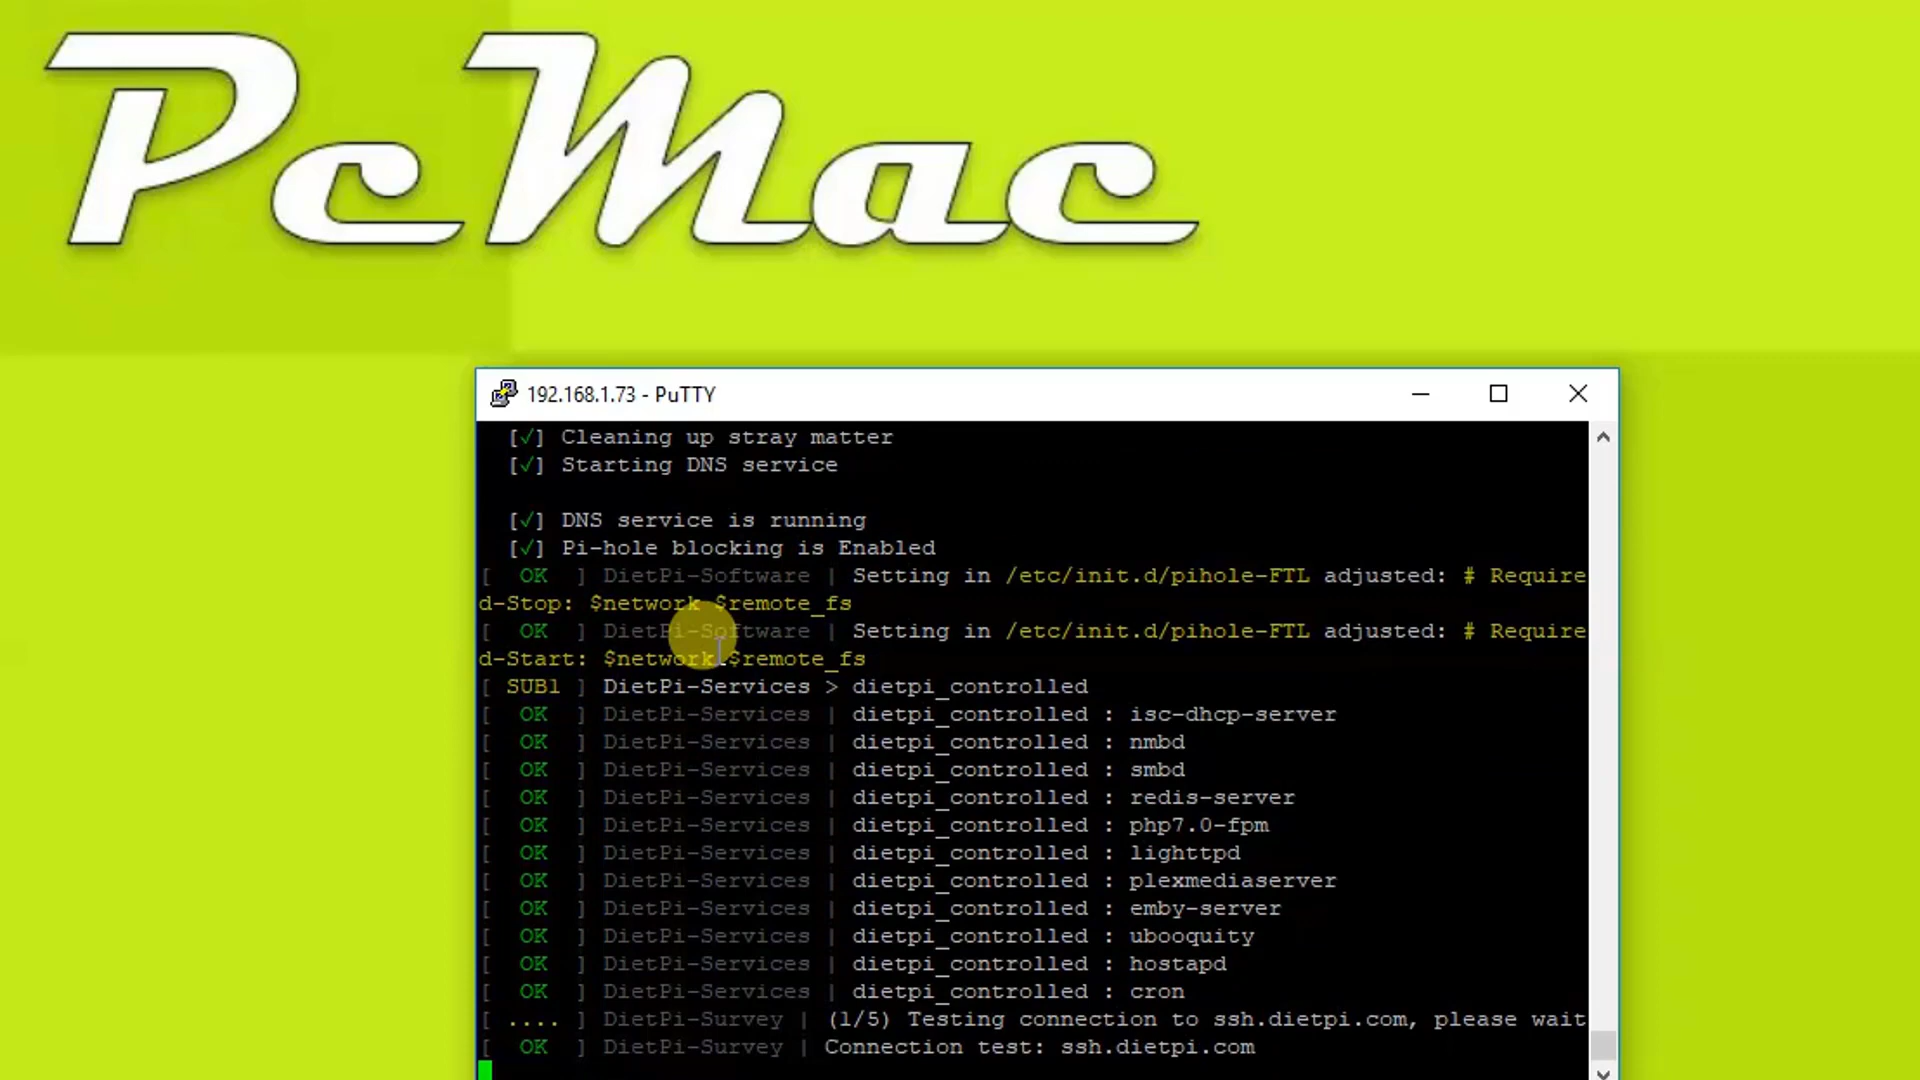 PcMac
192.168.1.73 - PuTTY
[✓] Cleaning up stray matter
[✓] Starting DNS service
[✓] DNS service is running
[✓] Pi-hole blocking is Enabled
[ OK ] DietPi-Software | Setting in /etc/init.d/pihole-FTL adjusted: # Require
d-Stop: $network $remote_fs
[ OK ] DietPi-Software | Setting in /etc/init.d/pihole-FTL adjusted: # Require
d-Start: $network $remote_fs
[ SUB1 ] DietPi-Services > dietpi_controlled
[ OK ] DietPi-Services | dietpi_controlled : isc-dhcp-server
[ OK ] DietPi-Services | dietpi_controlled : nmbd
[ OK ] DietPi-Services | dietpi_controlled : smbd
[ OK ] DietPi-Services | dietpi_controlled : redis-server
[ OK ] DietPi-Services | dietpi_controlled : php7.0-fpm
[ OK ] DietPi-Services | dietpi_controlled : lighttpd
[ OK ] DietPi-Services | dietpi_controlled : plexmediaserver
[ OK ] DietPi-Services | dietpi_controlled : emby-server
[ OK ] DietPi-Services | dietpi_controlled : ubooquity
[ OK ] DietPi-Services | dietpi_controlled : hostapd
[ OK ] DietPi-Services | dietpi_controlled : cron
[ .... ] DietPi-Survey | (1/5) Testing connection to ssh.dietpi.com, please wait
[ OK ] DietPi-Survey | Connection test: ssh.dietpi.com